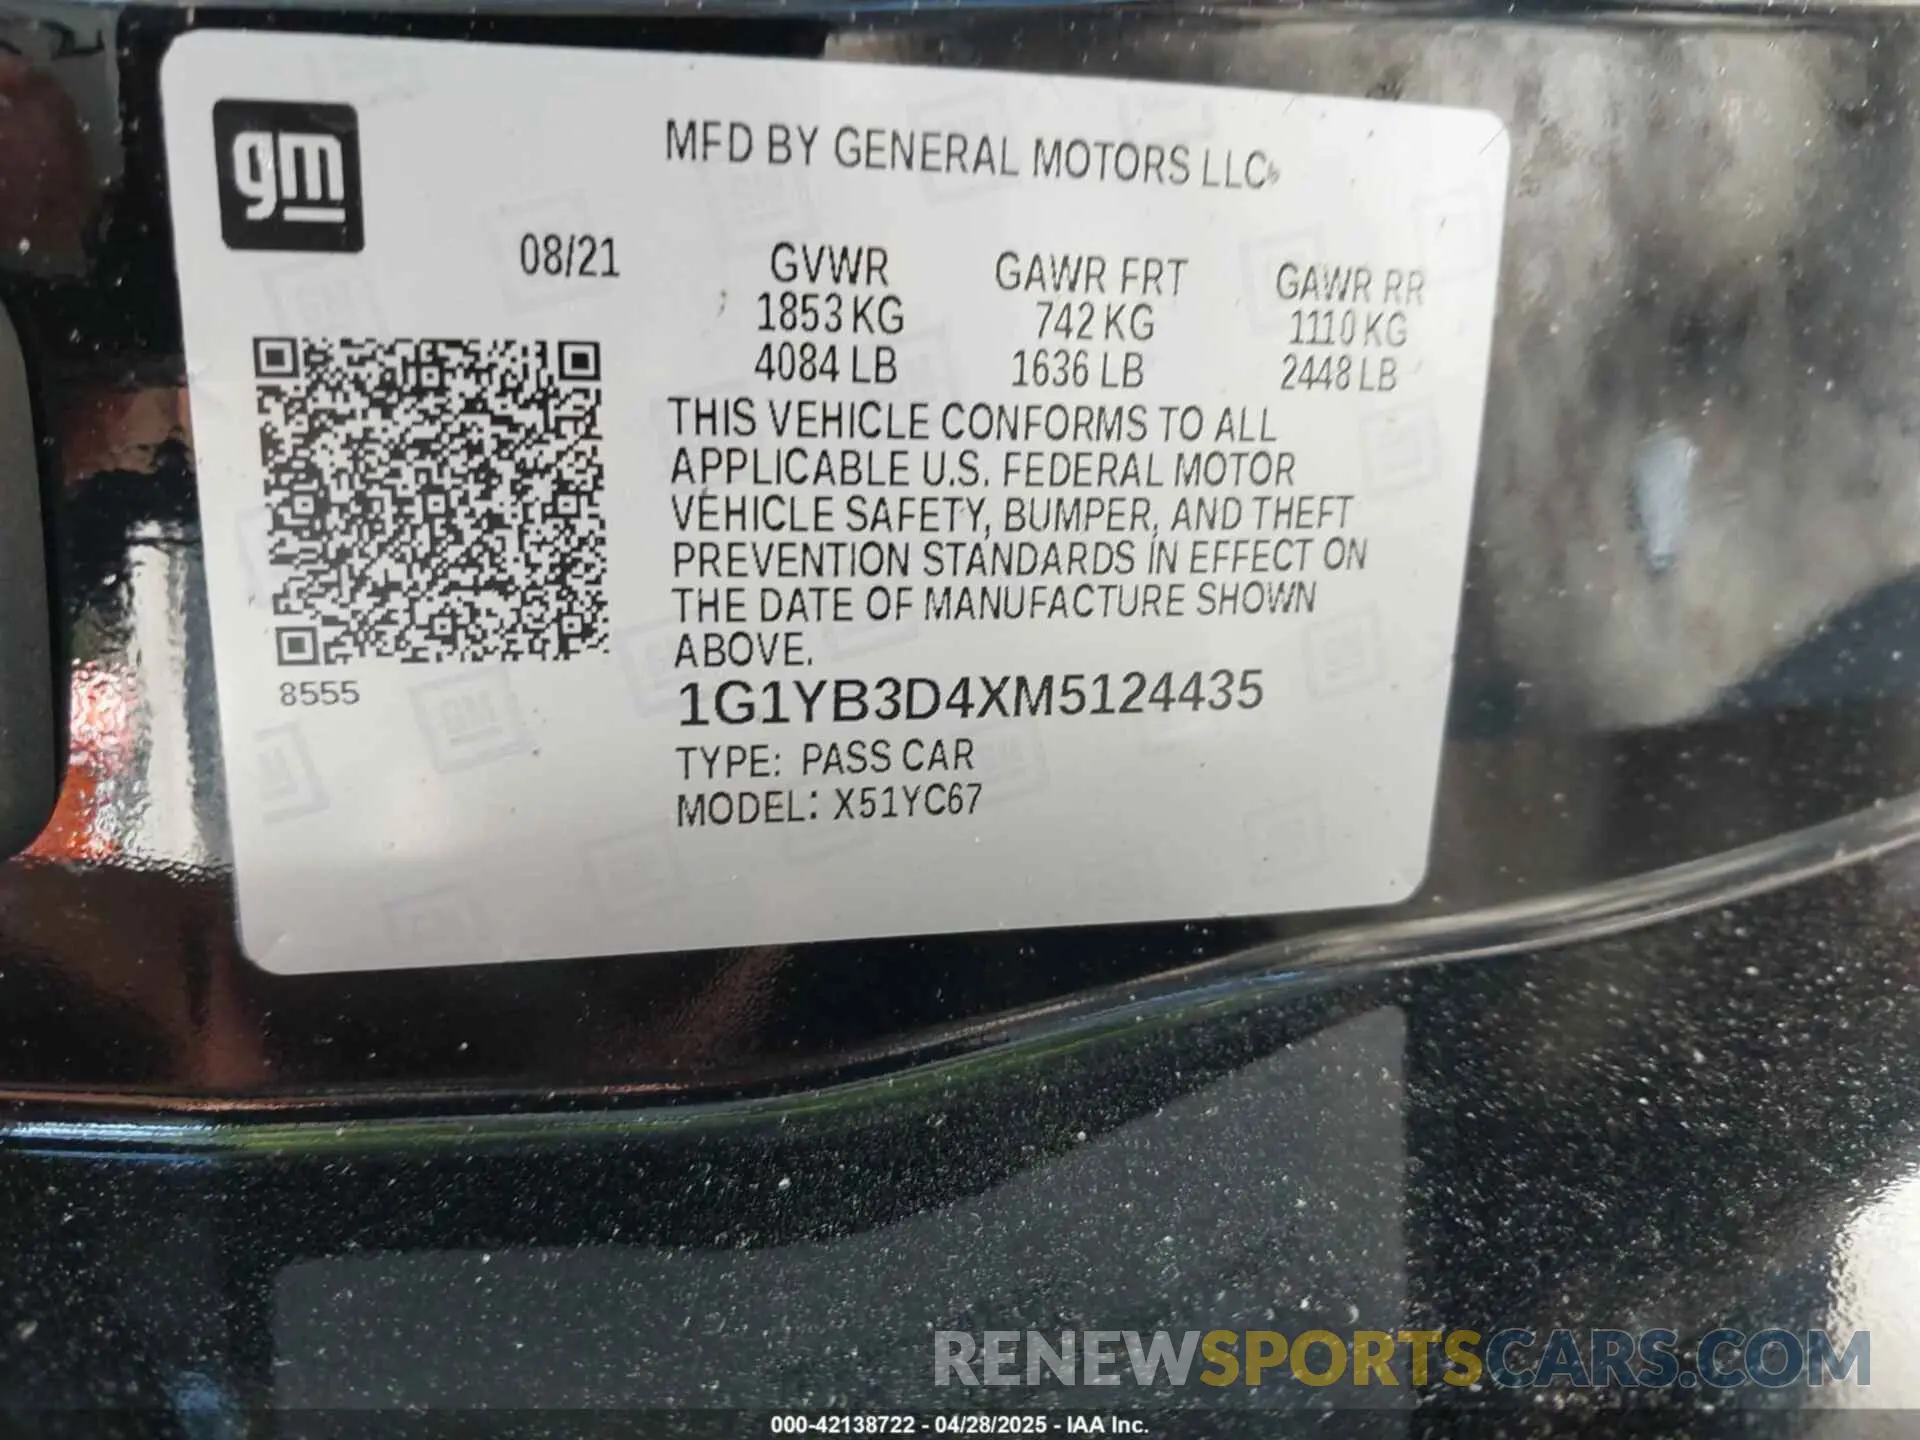 gm
MFD BY GENERAL MOTORS LLC
08/21
GVWR GAWR FRT GAWR RR
1853 KG 742 KG 1110 KG
4084 LB 1636 LB 2448 LB
THIS VEHICLE CONFORMS TO ALL
APPLICABLE U.S. FEDERAL MOTOR
VEHICLE SAFETY, BUMPER, AND THEFT
PREVENTION STANDARDS IN EFFECT ON
THE DATE OF MANUFACTURE SHOWN
ABOVE.
8555
1G1YB3D4XM5124435
TYPE: PASS CAR
MODEL: X51YC67
RENEWSPORTSCARS.COM
000-42138722 - 04/28/2025 - IAA Inc.